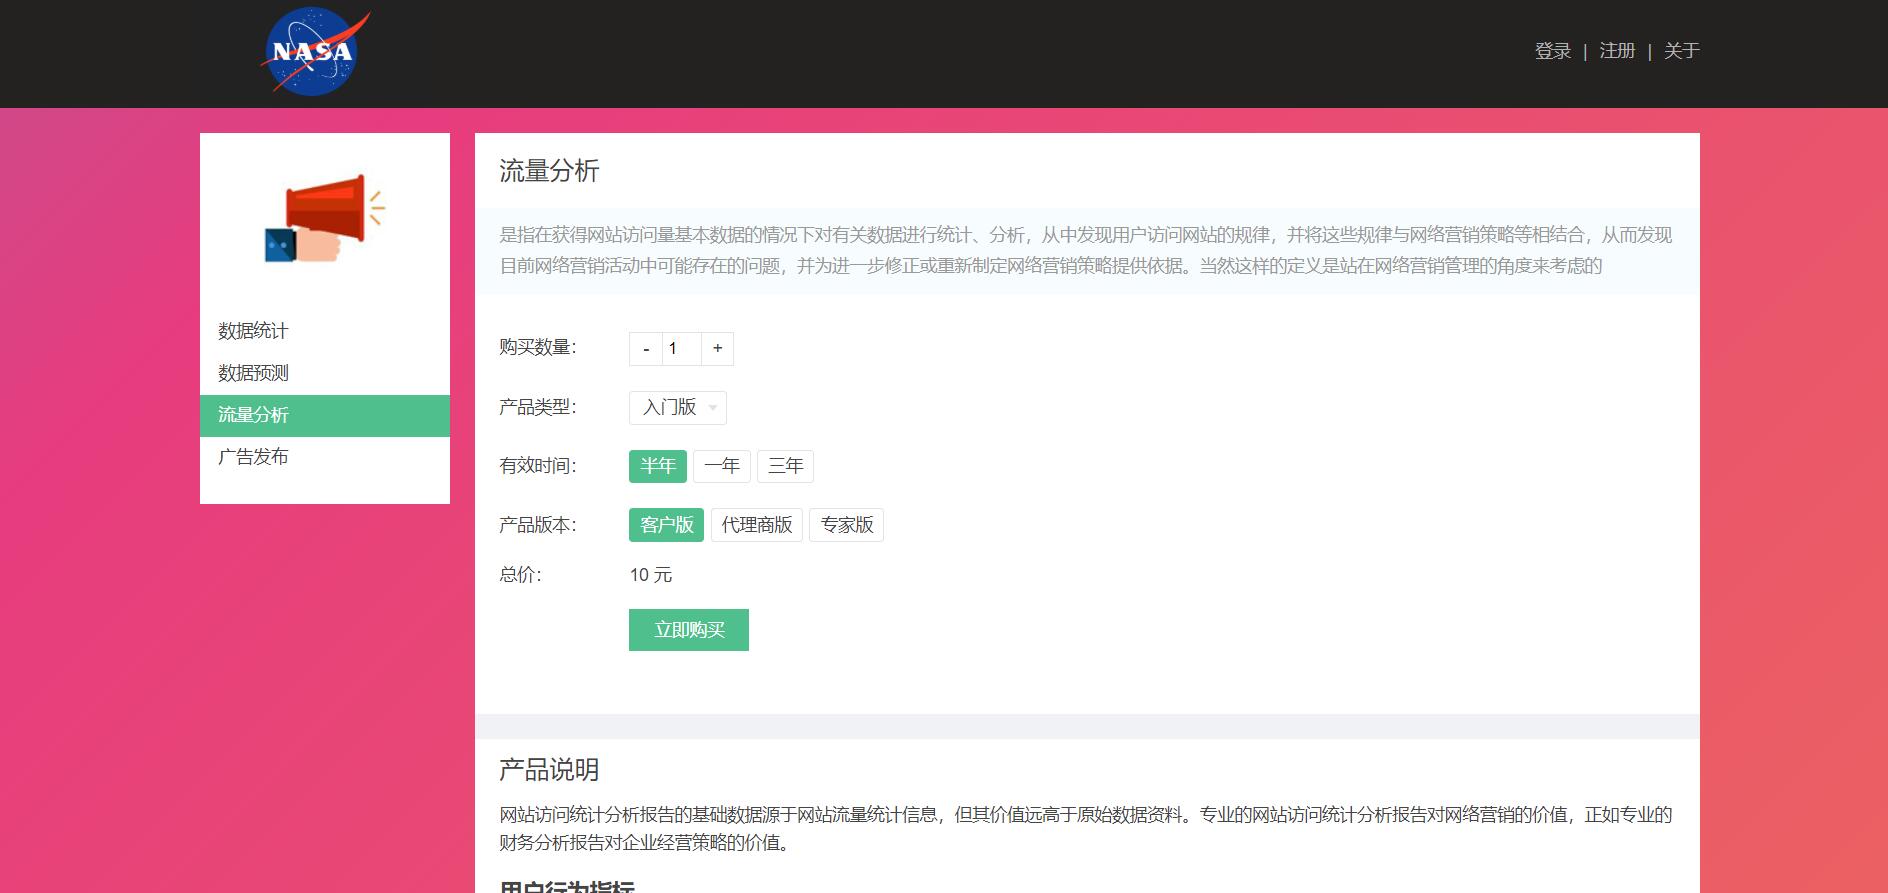 NASA
登录 | 注册 | 关于
数据统计
数据预测
流量分析
广告发布
流量分析
是指在获得网站访问量基本数据的情况下对有关数据进行统计、分析，从中发现用户访问网站的规律，并将这些规律与网络营销策略等相结合，从而发现
目前网络营销活动中可能存在的问题，并为进一步修正或重新制定网络营销策略提供依据。当然这样的定义是站在网络营销管理的角度来考虑的
购买数量： - 1 +
产品类型： 入门版
有效时间： 半年 一年 三年
产品版本： 客户版 代理商版 专家版
总价： 10 元
立即购买
产品说明
网站访问统计分析报告的基础数据源于网站流量统计信息，但其价值远高于原始数据资料。专业的网站访问统计分析报告对网络营销的价值，正如专业的
财务分析报告对企业经营策略的价值。
用户行为指标